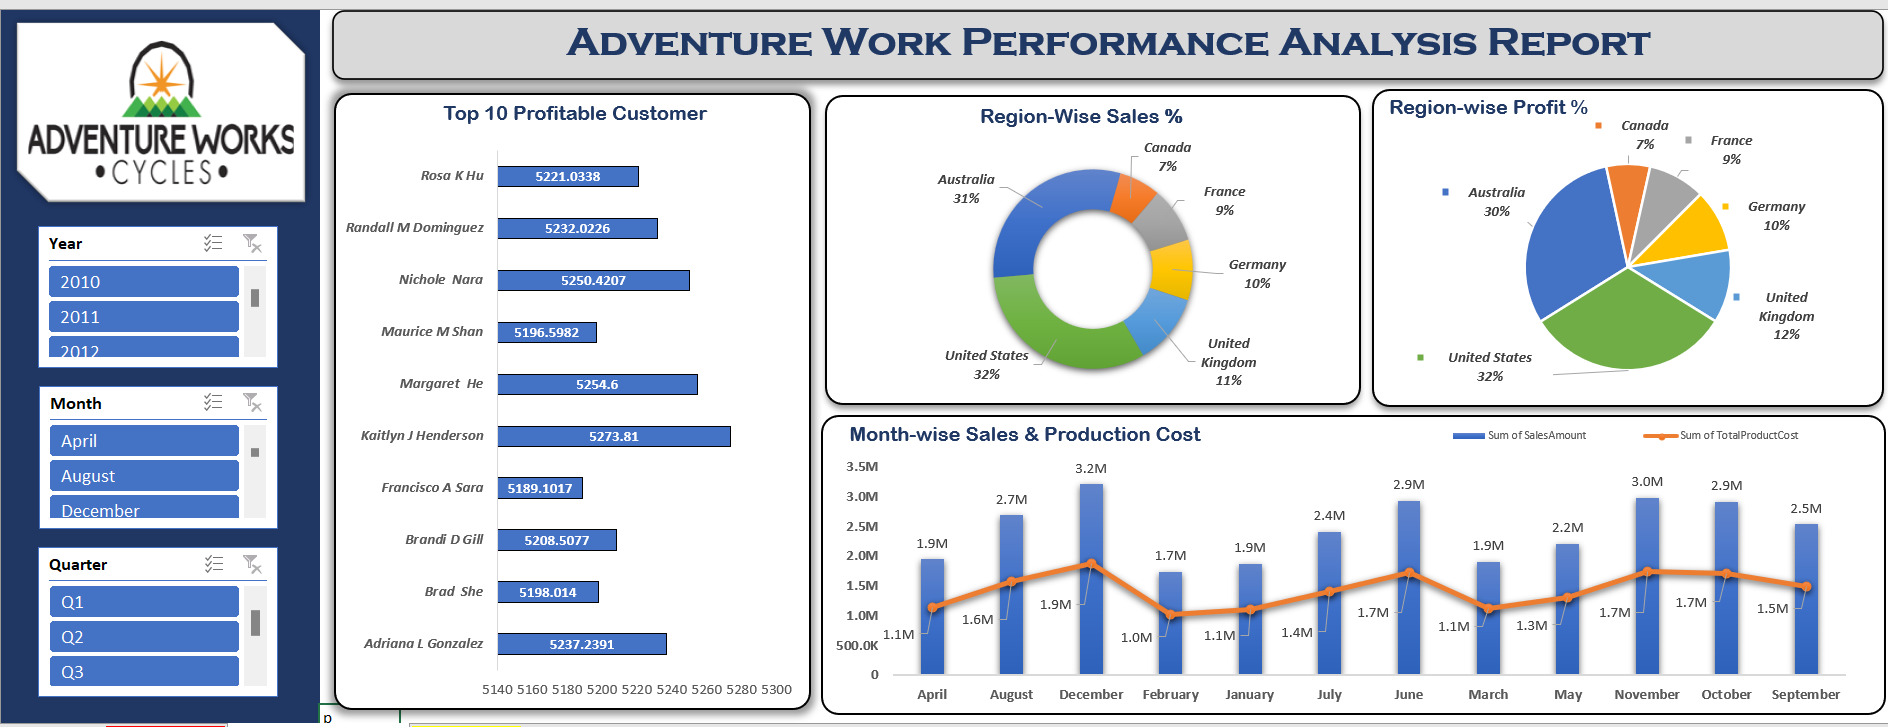 ADVENTURE WORK PERFORMANCE ANALYSIS REPORT
ADVENTURE WORKS
•CYCLES•
Year
2010
2011
2012
Month
April
August
December
Quarter
Q1
Q2
Q3
Top 10 Profitable Customer
Rosa K Hu 5221.0338
Randall M Dominguez 5232.0226
Nichole Nara 5250.4207
Maurice M Shan 5196.5982
Margaret He 5254.6
Kaitlyn J Henderson 5273.81
Francisco A Sara 5189.1017
Brandi D Gill 5208.5077
Brad She 5198.014
Adriana L Gonzalez 5237.2391
5140 5160 5180 5200 5220 5240 5260 5280 5300
Region-Wise Sales %
Canada
7%
Australia
31%
France
9%
Germany
10%
United States
32%
United
Kingdom
11%
Region-wise Profit %
Canada
7%
France
9%
Australia
30%
Germany
10%
United
Kingdom
12%
United States
32%
Month-wise Sales & Production Cost
Sum of SalesAmount Sum of TotalProductCost
3.5M
3.0M
2.5M
2.0M
1.5M
1.0M
500.0K
0
1.9M 2.7M 3.2M 1.7M 1.9M 2.4M 2.9M 1.9M 2.2M 3.0M 2.9M 2.5M
1.1M 1.6M 1.9M 1.0M 1.1M 1.4M 1.7M 1.1M 1.3M 1.7M 1.7M 1.5M
April August December February January July June March May November October September
p